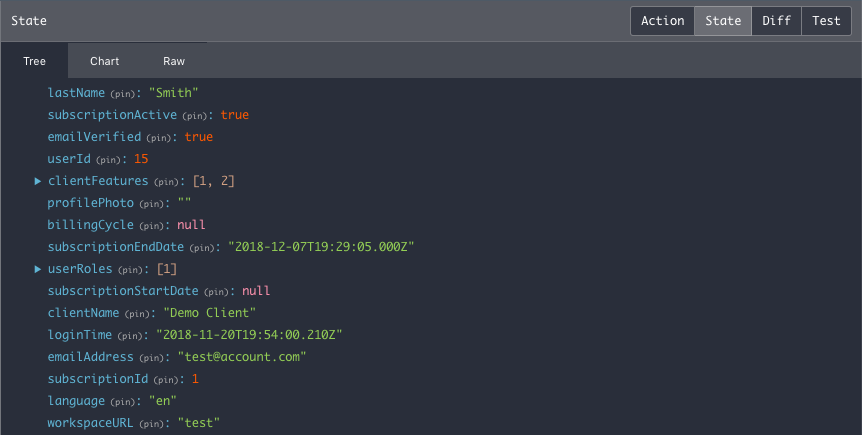 State Action State Diff Test
Tree Chart Raw
lastName (pin): "Smith"
subscriptionActive (pin): true
emailVerified (pin): true
userId (pin): 15
▶ clientFeatures (pin): [1, Z]
profilePhoto (pin): ""
billingCycle (pin): null
subscriptionEndDate (pin): "2018-12-07T19:29:05.000Z"
▶ userRoles (pin): [1]
subscriptionStartDate (pin): null
clientName (pin): "Demo Client"
loginTime (pin): "2018-11-20T19:54:00.210Z"
emailAddress (pin): "test@account.com"
subscriptionId (pin): 1
language (pin): "en"
workspaceURL (pin): "test"